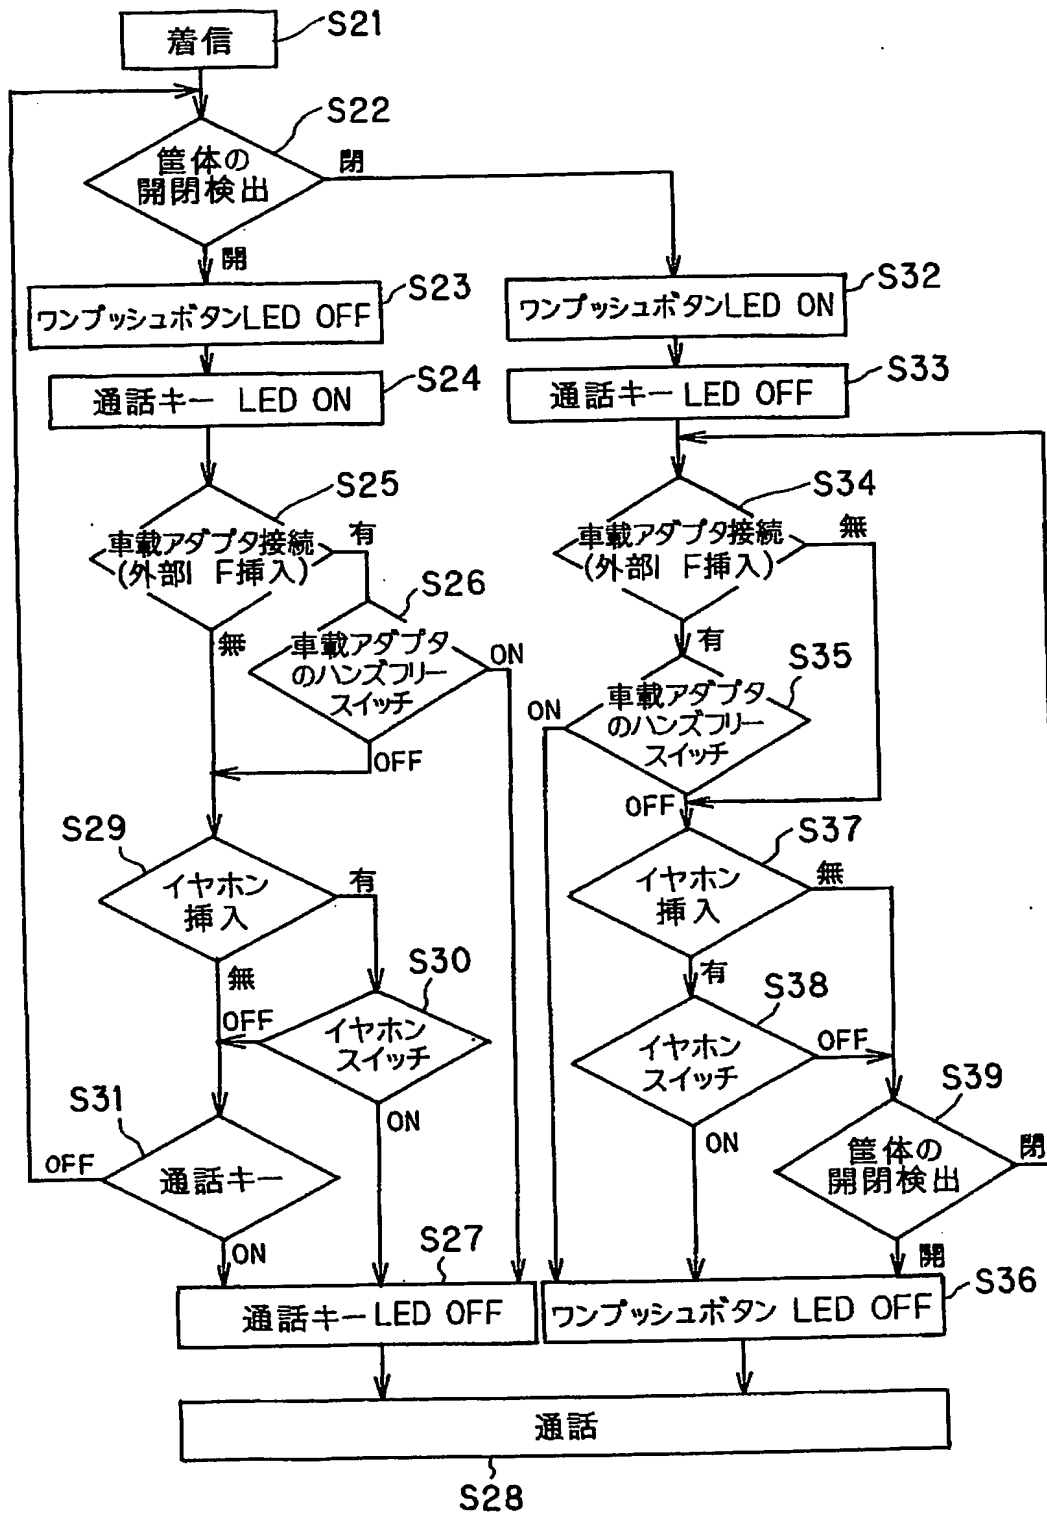 着信
S21
S22
筐体の
開閉検出
閉
開
S23
ワンプッシュボタンLED OFF
S24
通話キー LED ON
S25
車載アダプタ接続
(外部I F挿入)
有
無
S26
車載アダプタ
のハンズフリー
スイッチ
ON
OFF
S29
イヤホン
挿入
有
無
S30
イヤホン
スイッチ
OFF
ON
S31
通話キー
OFF
ON
S27
通話キーLED OFF
S32
ワンプッシュボタンLED ON
S33
通話キーLED OFF
S34
車載アダプタ接続
(外部I F挿入)
無
有
S35
車載アダプタ
のハンズフリー
スイッチ
ON
OFF
S37
イヤホン
挿入
無
有
S38
イヤホン
スイッチ
OFF
ON
S39
筐体の
開閉検出
閉
開
S36
ワンプッシュボタン LED OFF
通話
S28